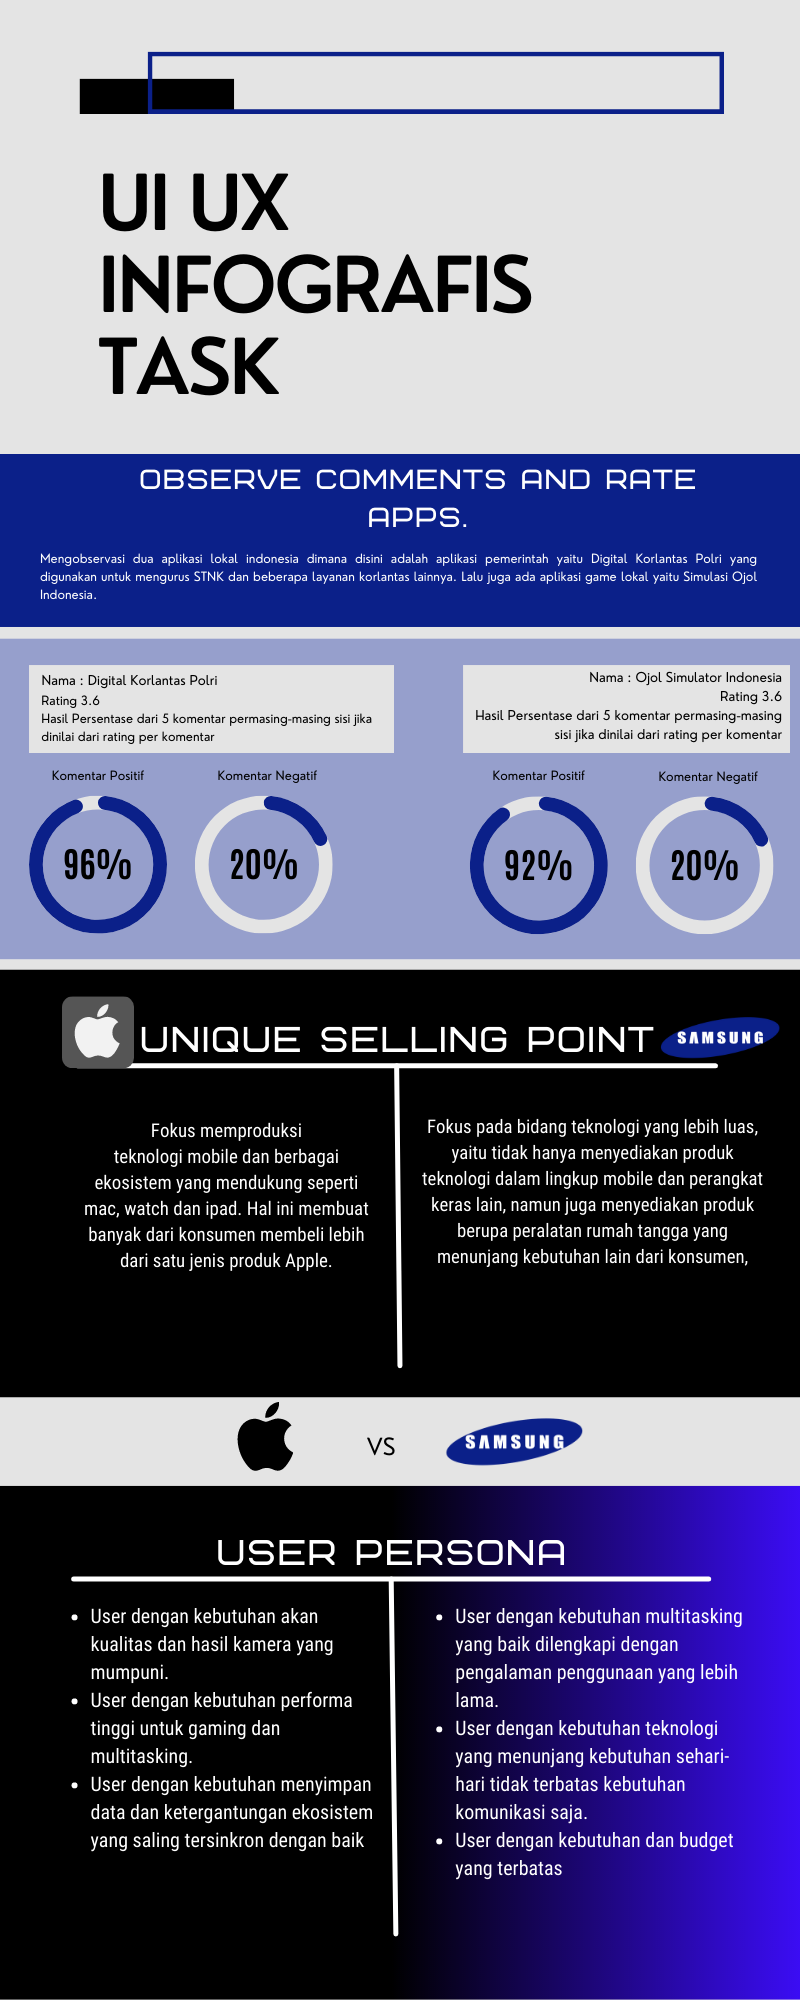 UI UX
INFOGRAFIS
TASK
OBSERVE COMMENTS AND RATE
APPS.
Mengobservasi dua aplikasi lokal indonesia dimana disini adalah aplikasi pemerintah yaitu Digital Korlantas Polri yang
digunakan untuk mengurus STNK dan beberapa layanan korlantas lainnya. Lalu juga ada aplikasi game lokal yaitu Simulasi Ojol
Indonesia.
Nama : Digital Korlantas Polri
Rating 3.6
Hasil Persentase dari 5 komentar permasing-masing sisi jika
dinilai dari rating per komentar
Komentar Positif
Komentar Negatif
96%
20%
Nama : Ojol Simulator Indonesia
Rating 3.6
Hasil Persentase dari 5 komentar permasing-masing
sisi jika dinilai dari rating per komentar
Komentar Positif
Komentar Negatif
92%
20%
UNIQUE SELLING POINT
SAMSUNG
Fokus memproduksi
teknologi mobile dan berbagai
ekosistem yang mendukung seperti
mac, watch dan ipad. Hal ini membuat
banyak dari konsumen membeli lebih
dari satu jenis produk Apple.
Fokus pada bidang teknologi yang lebih luas,
yaitu tidak hanya menyediakan produk
teknologi dalam lingkup mobile dan perangkat
keras lain, namun juga menyediakan produk
berupa peralatan rumah tangga yang
menunjang kebutuhan lain dari konsumen,
VS
SAMSUNG
USER PERSONA
• User dengan kebutuhan akan
kualitas dan hasil kamera yang
mumpuni.
• User dengan kebutuhan performa
tinggi untuk gaming dan
multitasking.
• User dengan kebutuhan menyimpan
data dan ketergantungan ekosistem
yang saling tersinkron dengan baik
• User dengan kebutuhan multitasking
yang baik dilengkapi dengan
pengalaman penggunaan yang lebih
lama.
• User dengan kebutuhan teknologi
yang menunjang kebutuhan sehari-
hari tidak terbatas kebutuhan
komunikasi saja.
• User dengan kebutuhan dan budget
yang terbatas